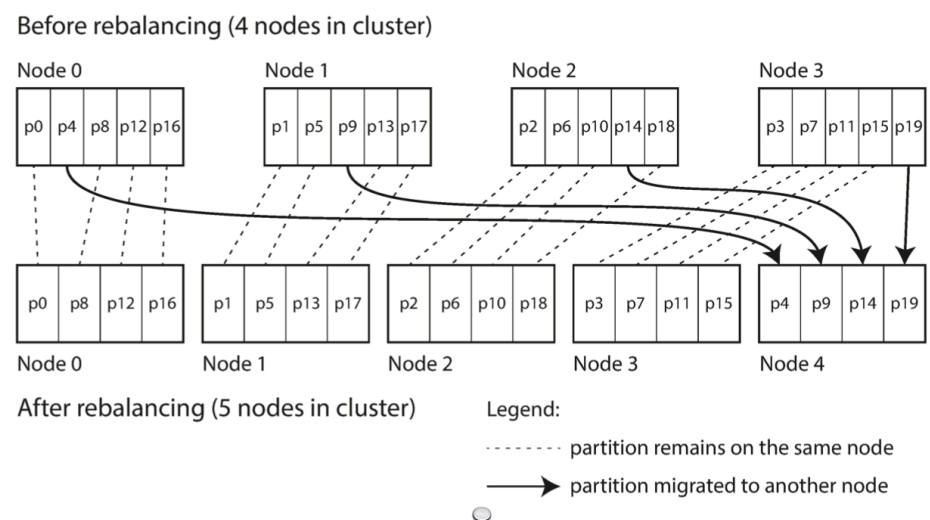 Before rebalancing (4 nodes in cluster)
Node 0 Node 1 Node 2 Node 3
p0 p4 p8 p12 p16 p1 p5 p9 p13 p17 p2 p6 p10 p14 p18 p3 p7 p11 p15 p19
p0 p8 p12 p16 p1 p5 p13 p17 p2 p6 p10 p18 p3 p7 p11 p15 p4 p9 p14 p19
Node 0 Node 1 Node 2 Node 3 Node 4
After rebalancing (5 nodes in cluster)
Legend:
partition remains on the same node
partition migrated to another node